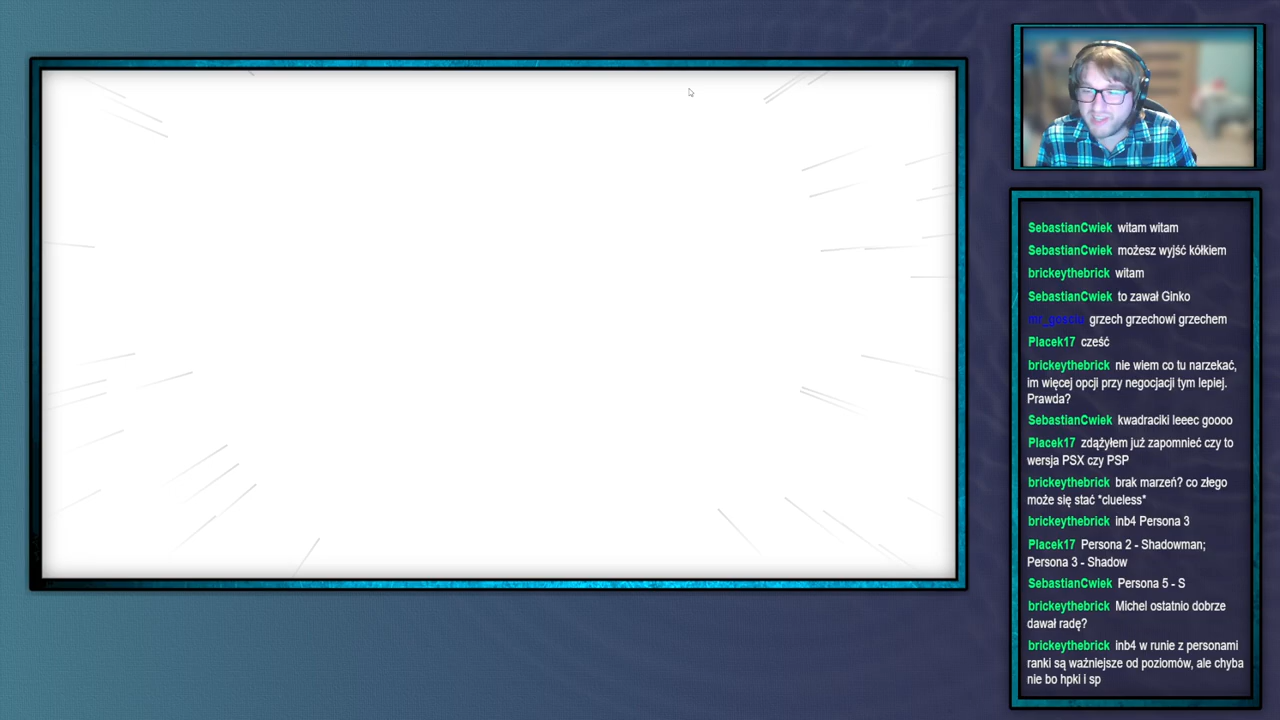 SebastianCwiek witam witam
SebastianCwiek możesz wyjść kółkiem
brickeythebrick witam
SebastianCwiek to zawał Ginko
mr_gosciu grzech grzechowi grzechem
Placek17 cześć
brickeythebrick nie wiem co tu narzekać,
im więcej opcji przy negocjacji tym lepiej.
Prawda?
SebastianCwiek kwadraciki leeec goooo
Placek17 zdążyłem już zapomnieć czy to
wersja PSX czy PSP
brickeythebrick brak marzeń? co złego
może się stać *clueless*
brickeythebrick inb4 Persona 3
Placek17 Persona 2 - Shadowman;
Persona 3 - Shadow
SebastianCwiek Persona 5 - S
brickeythebrick Michel ostatnio dobrze
dawał radę?
brickeythebrick inb4 w runie z personami
ranki są ważniejsze od poziomów, ale chyba
nie bo hpki i sp